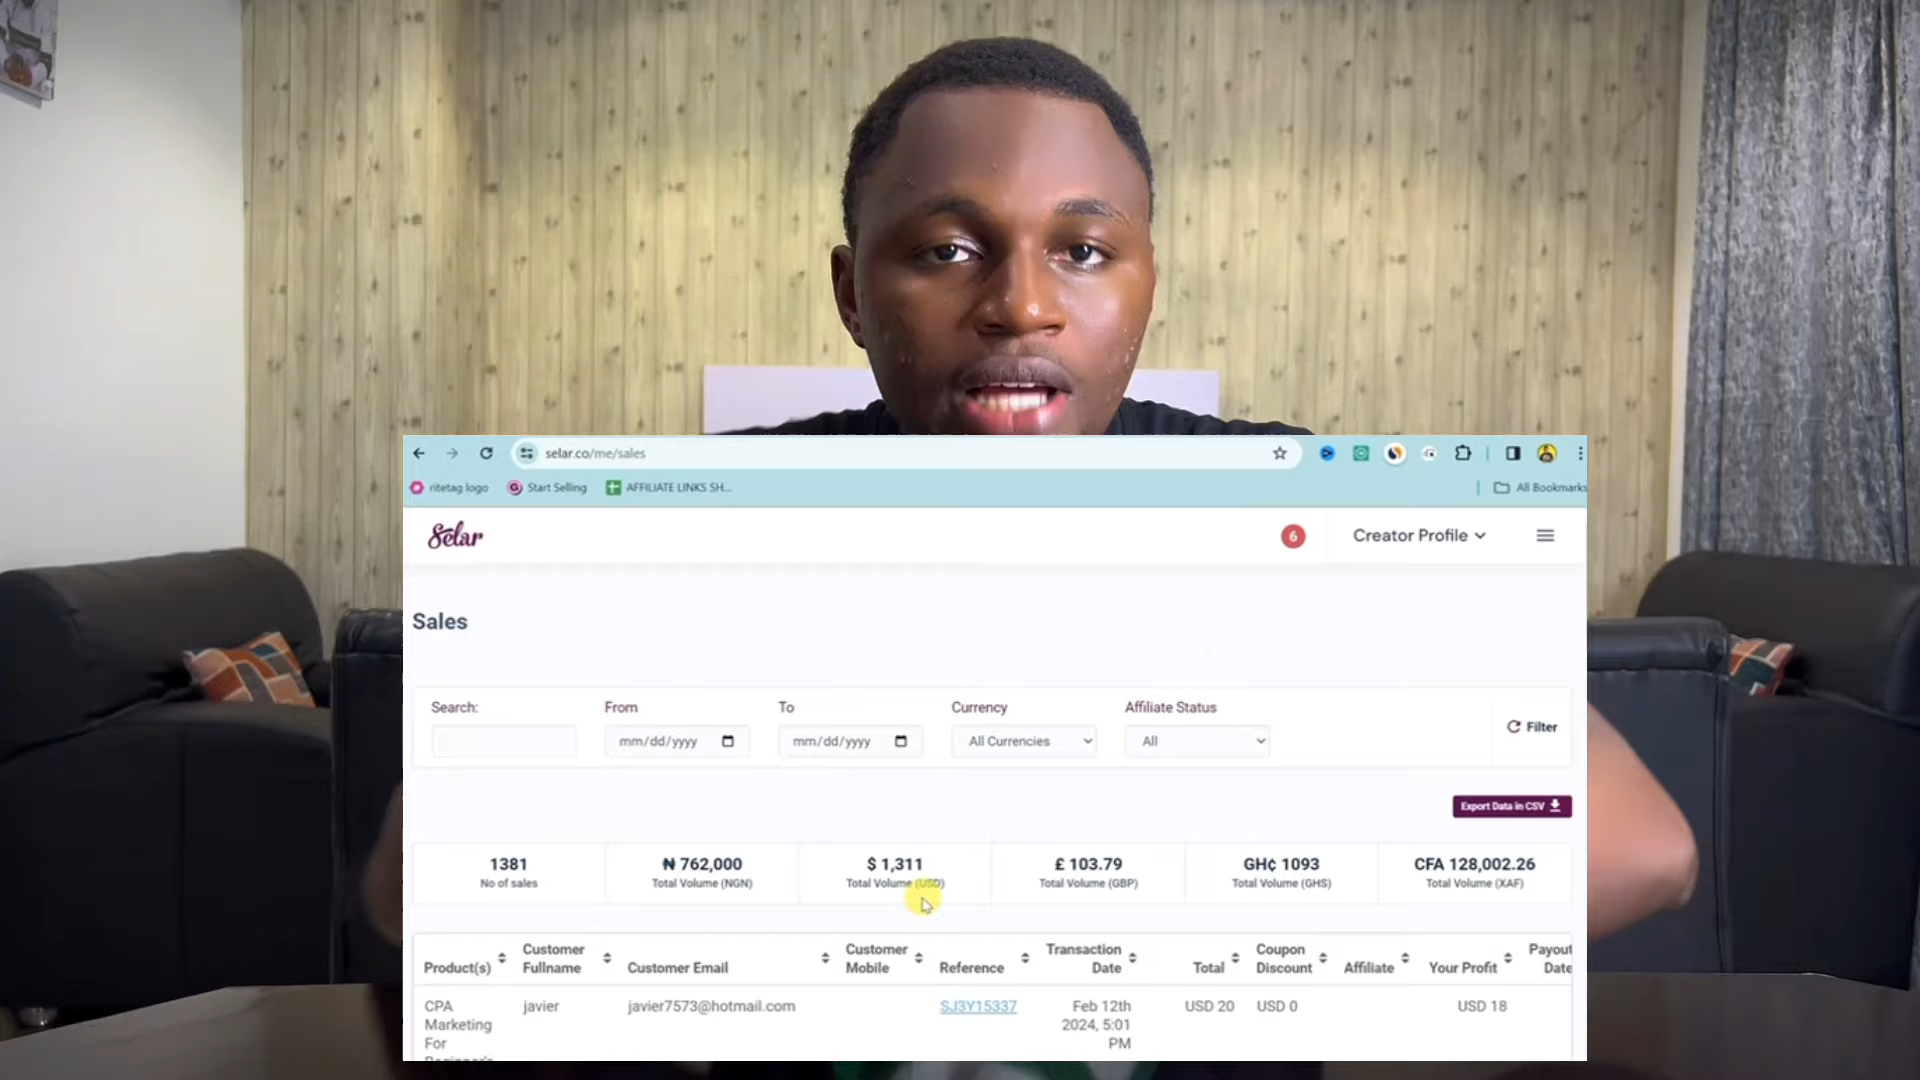 selar.co/me/sales
ritetag logo
Start Selling
AFFILIATE LINKS SH...
All Bookmarks
Selar
6
Creator Profile
Sales
Search:
From
To
Currency
Affiliate Status
mm/dd/yyyy
mm/dd/yyyy
All Currencies
All
Filter
Export Data in CSV
1381
No of sales
₦ 762,000
Total Volume (NGN)
$ 1,311
Total Volume (USD)
£ 103.79
Total Volume (GBP)
GH¢ 1093
Total Volume (GHS)
CFA 128,002.26
Total Volume (XAF)
Product(s)
Customer
Fullname
Customer Email
Customer
Mobile
Reference
Transaction
Date
Total
Coupon
Discount
Affiliate
Your Profit
Payout
Date
CPA
Marketing
For
javier
javier7573@hotmail.com
SJ3Y15337
Feb 12th
2024, 5:01
PM
USD 20
USD 0
USD 18